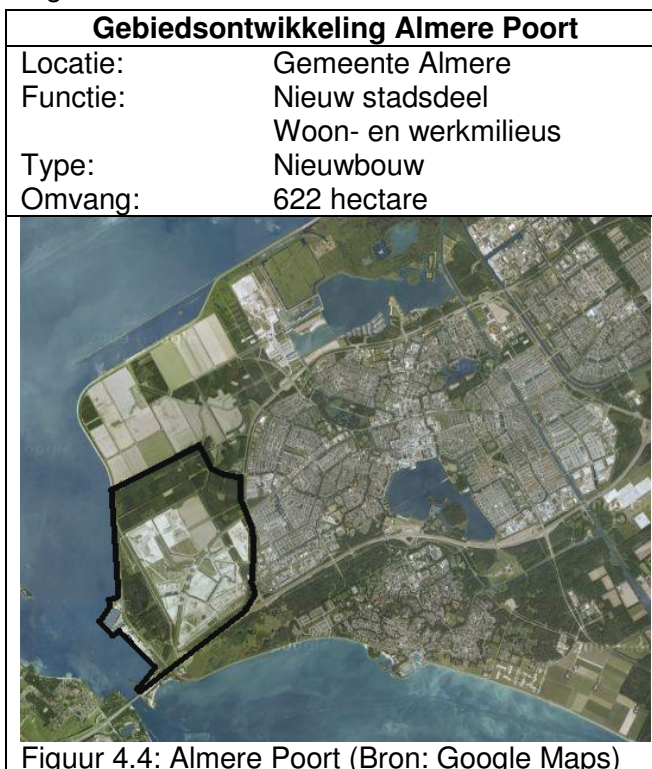 Gebiedsontwikkeling Almere Poort
Locatie: Gemeente Almere
Functie: Nieuw stadsdeel
Woon- en werkmilieus
Type: Nieuwbouw
Omvang: 622 hectare
Figuur 4.4: Almere Poort (Bron: Google Maps)